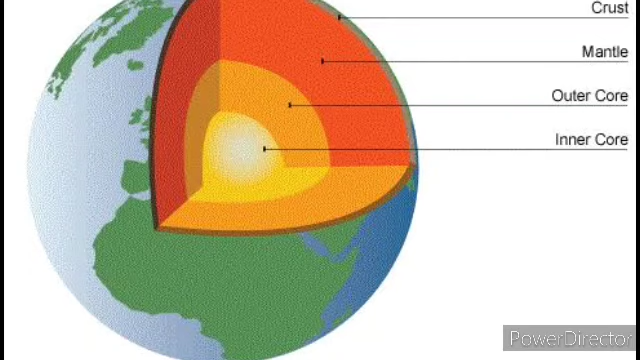 Crust
Mantle
Outer Core
Inner Core
PowerDirector